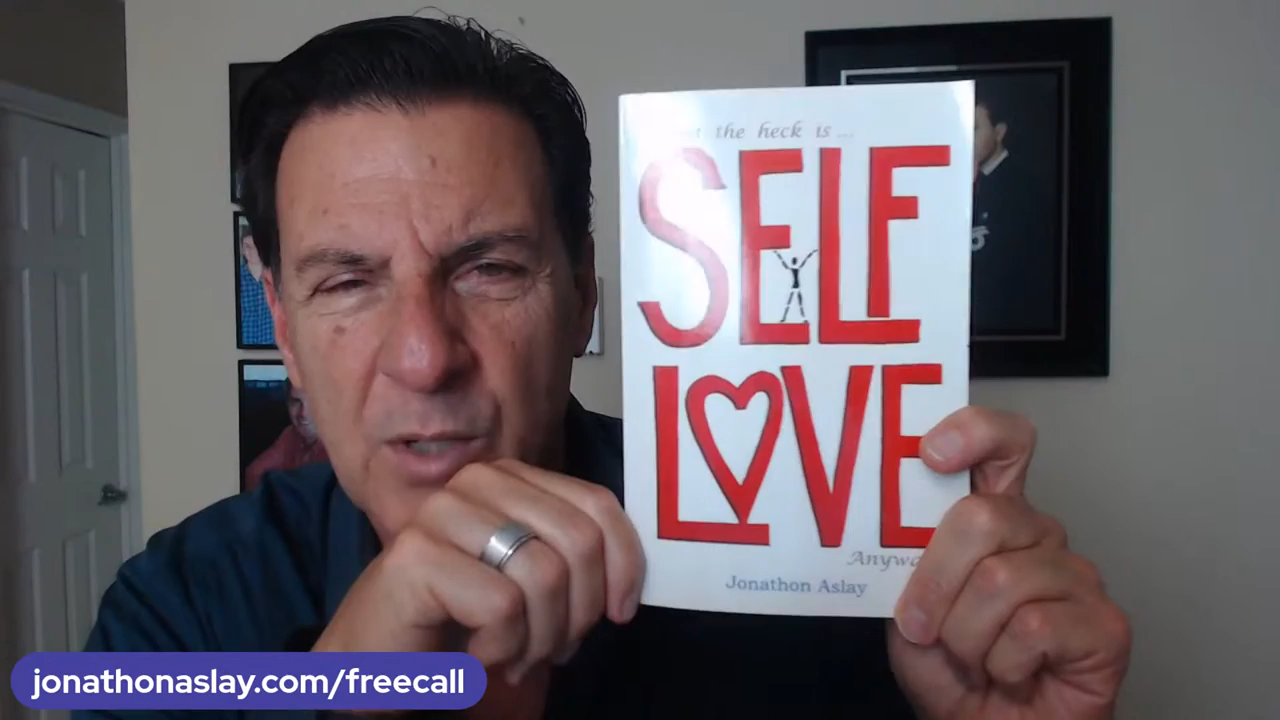 the heck is ...
SELF
LOVE
Jonathon Aslay
jonathonaslay.com/freecall